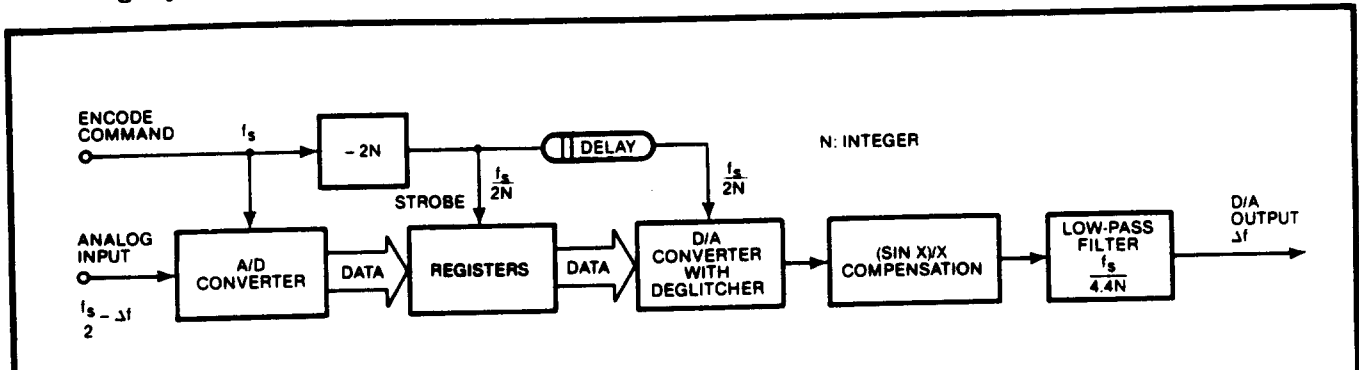 ENCODE
COMMAND
fs
- 2N
DELAY
N: INTEGER
fs
2N
fs
2N
STROBE
ANALOG
INPUT
fs
2
- Δf
A/D
CONVERTER
DATA
REGISTERS
DATA
D/A
CONVERTER
WITH
DEGLITCHER
(SIN X)/X
COMPENSATION
LOW-PASS
FILTER
fs
4.4N
D/A
OUTPUT
Δf